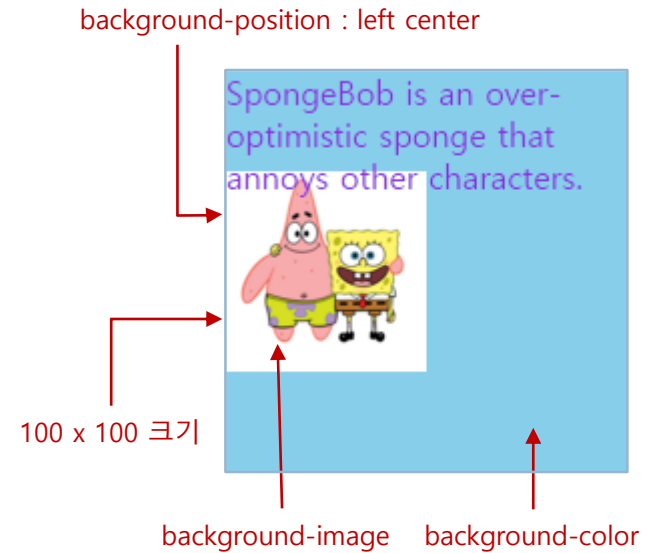 background-position : left center
SpongeBob is an over-
optimistic sponge that
annoys other characters.
100 x 100 크기
background-image
background-color